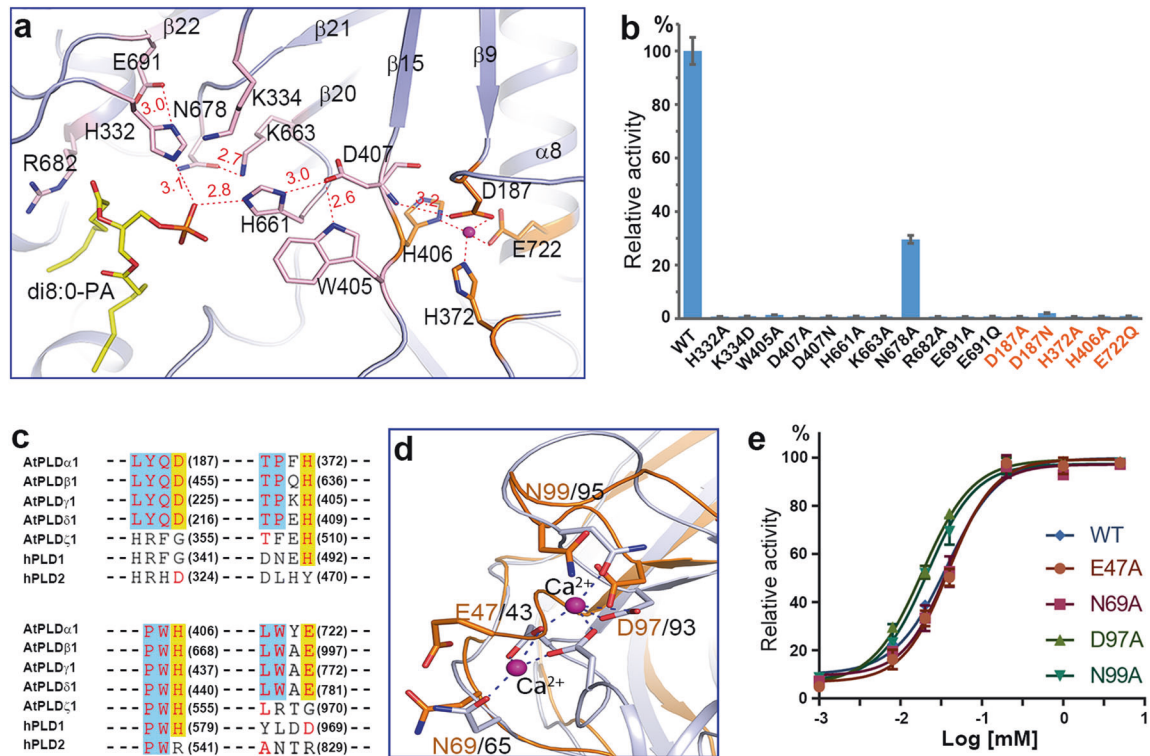 a
β22
β21
β15
β9
E691
3.0
N678
K334
β20
H332
K663
R682
2.7
D407
α8
3.1
2.8
3.0
3.2
D187
2.6
H661
H406
E722
di8:0-PA
W405
H372
b
%
100
80
60
40
20
0
Relative activity
WT
H332A
K334D
W405A
D407A
D407N
H661A
K663A
N678A
R682A
E691A
E691Q
D187A
D187N
H372A
H406A
E722Q
c
AtPLDα1 --- LYQD (187) --- TPFH (372) ---
AtPLDβ1 --- LYQD (455) --- TPQH (636) ---
AtPLDγ1 --- LYQD (225) --- TPKH (405) ---
AtPLDδ1 --- LYQD (216) --- TPEH (409) ---
AtPLDζ1 --- HRFG (355) --- TFEH (510) ---
hPLD1 --- HRFG (341) --- DNEH (492) ---
hPLD2 --- HRHD (324) --- DLHY (470) ---
AtPLDα1 --- PWH (406) --- LWYE (722) ---
AtPLDβ1 --- PWH (668) --- LWAE (997) ---
AtPLDγ1 --- PWH (437) --- LWAE (772) ---
AtPLDδ1 --- PWH (440) --- LWAE (781) ---
AtPLDζ1 --- PWH (555) --- LRTG (970) ---
hPLD1 --- PWH (579) --- YLDD (969) ---
hPLD2 --- PWR (541) --- ANTR (829) ---
d
N99/95
Ca2+
E47/43
D97/93
Ca2+
N69/65
e
%
100
80
60
40
20
0
Relative activity
WT
E47A
N69A
D97A
N99A
-3
-2
-1
0
1
Log [mM]